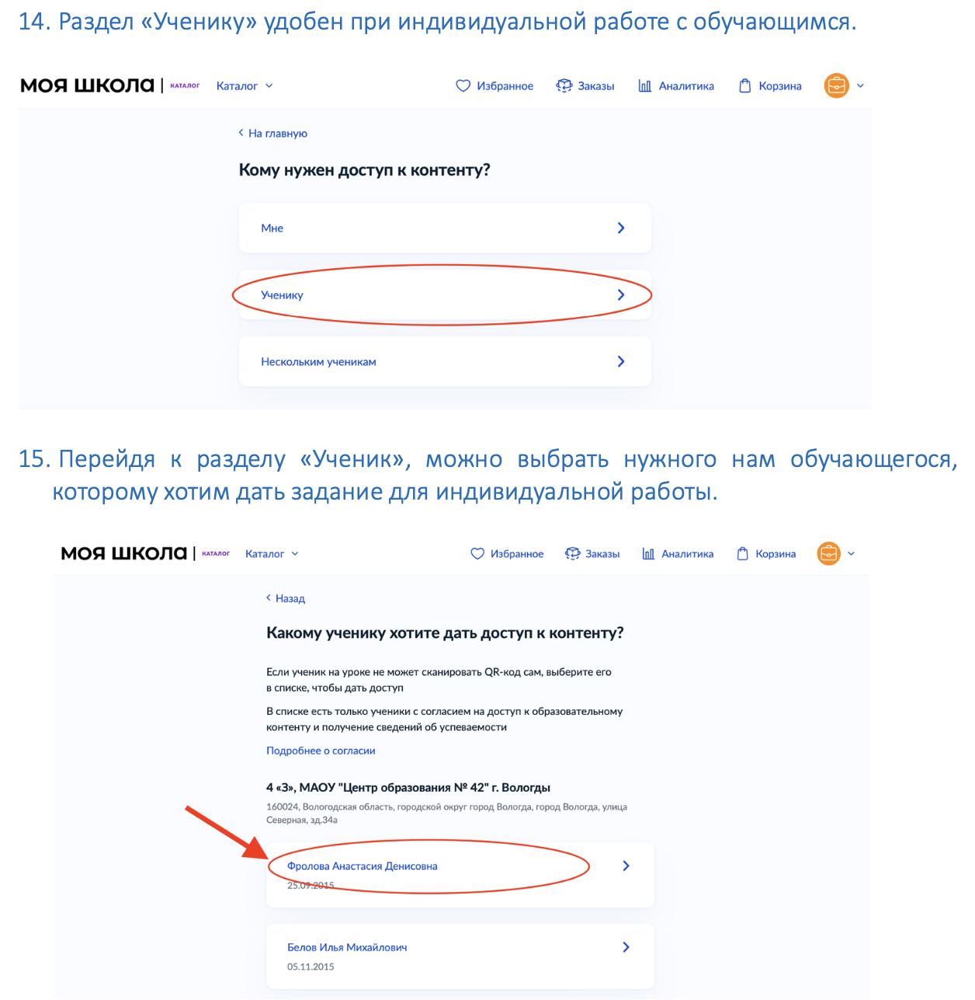 14. Раздел «Ученику» удобен при индивидуальной работе с обучающимся.
МОЯ ШКОЛА | КАТАЛОГ Каталог Избранное Заказы Аналитика Корзина
< На главную
Кому нужен доступ к контенту?
Мне
Ученику
Нескольким ученикам
15. Перейдя к разделу «Ученик», можно выбрать нужного нам обучающегося,
которому хотим дать задание для индивидуальной работы.
МОЯ ШКОЛА | КАТАЛОГ Каталог Избранное Заказы Аналитика Корзина
< Назад
Какому ученику хотите дать доступ к контенту?
Если ученик на уроке не может сканировать QR-код сам, выберите его
в списке, чтобы дать доступ
В списке есть только ученики с согласием на доступ к образовательному
контенту и получение сведений об успеваемости
Подробнее о согласии
4 «З», МАОУ "Центр образования № 42" г. Вологды
160024, Вологодская область, городской округ город Вологда, город Вологда, улица
Северная, зд.34а
Фролова Анастасия Денисовна
25.09.2015
Белов Илья Михайлович
05.11.2015